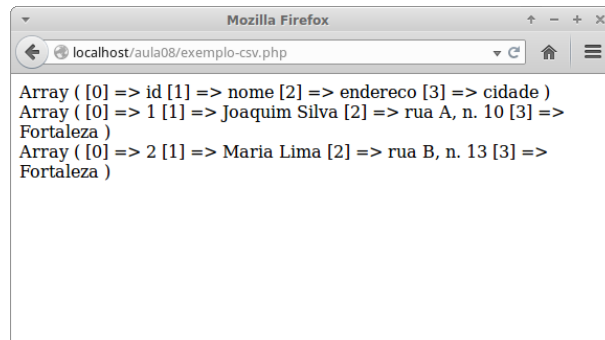 Mozilla Firefox
localhost/aula08/exemplo-csv.php
Array ( [0] => id [1] => nome [2] => endereco [3] => cidade )
Array ( [0] => 1 [1] => Joaquim Silva [2] => rua A, n. 10 [3] =>
Fortaleza )
Array ( [0] => 2 [1] => Maria Lima [2] => rua B, n. 13 [3] =>
Fortaleza )